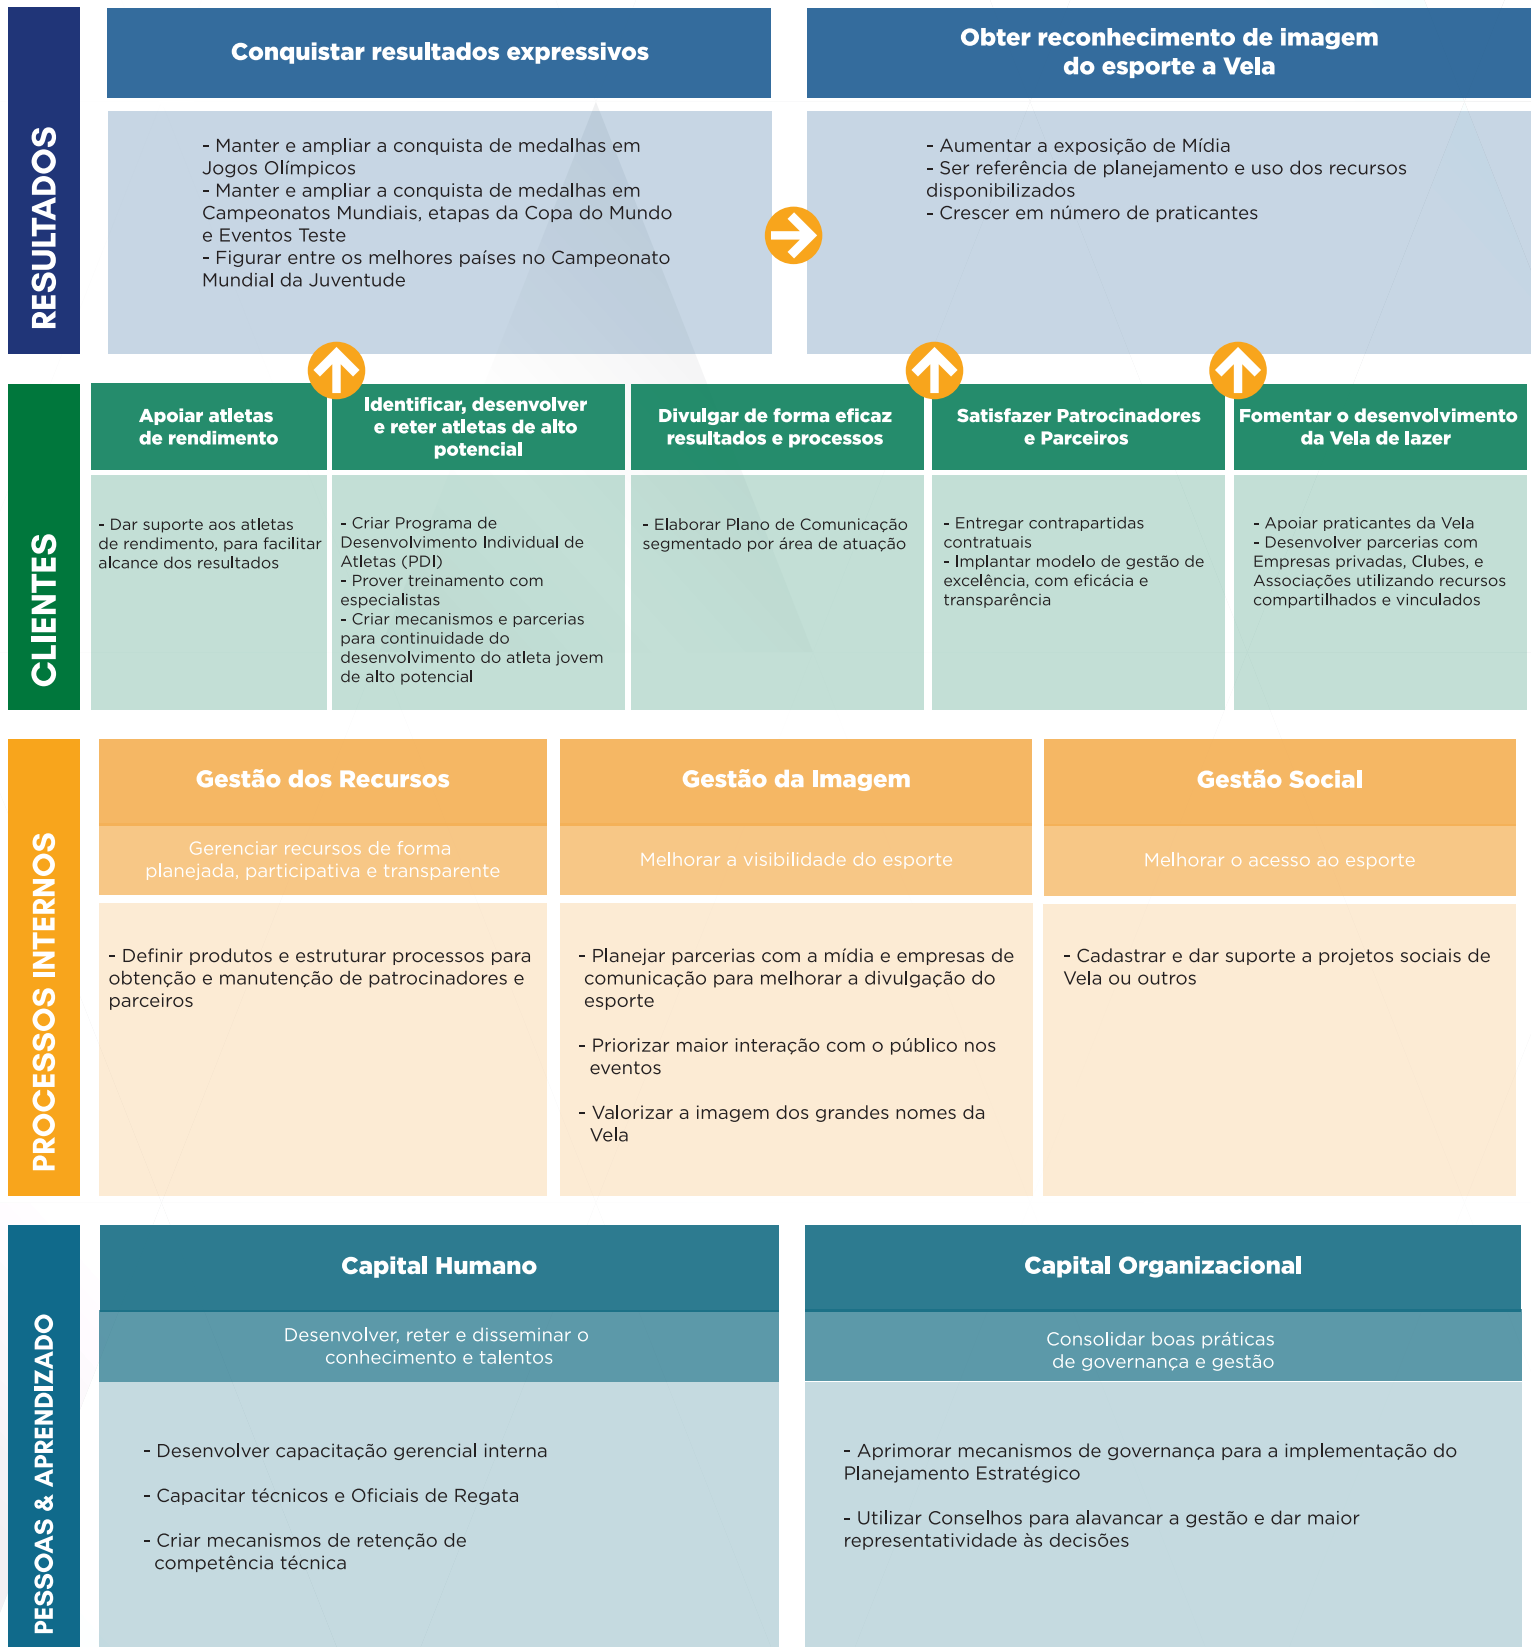 RESULTADOS
Conquistar resultados expressivos
- Manter e ampliar a conquista de medalhas em
Jogos Olímpicos
- Manter e ampliar a conquista de medalhas em
Campeonatos Mundiais, etapas da Copa do Mundo
e Eventos Teste
- Figurar entre os melhores países no Campeonato
Mundial da Juventude
Obter reconhecimento de imagem
do esporte a Vela
- Aumentar a exposição de Mídia
- Ser referência de planejamento e uso dos recursos
disponibilizados
- Crescer em número de praticantes
CLIENTES
Apoiar atletas
de rendimento
- Dar suporte aos atletas
de rendimento, para facilitar
alcance dos resultados
Identificar, desenvolver
e reter atletas de alto
potencial
- Criar Programa de
Desenvolvimento Individual de
Atletas (PDI)
- Prover treinamento com
especialistas
- Criar mecanismos e parcerias
para continuidade do
desenvolvimento do atleta jovem
de alto potencial
Divulgar de forma eficaz
resultados e processos
- Elaborar Plano de Comunicação
segmentado por área de atuação
Satisfazer Patrocinadores
e Parceiros
- Entregar contrapartidas
contratuais
- Implantar modelo de gestão de
excelência, com eficácia e
transparência
Fomentar o desenvolvimento
da Vela de lazer
- Apoiar praticantes da Vela
- Desenvolver parcerias com
Empresas privadas, Clubes, e
Associações utilizando recursos
compartilhados e vinculados
PROCESSOS INTERNOS
Gestão dos Recursos
Gerenciar recursos de forma
planejada, participativa e transparente
- Definir produtos e estruturar processos para
obtenção e manutenção de patrocinadores e
parceiros
Gestão da Imagem
Melhorar a visibilidade do esporte
- Planejar parcerias com a mídia e empresas de
comunicação para melhorar a divulgação do
esporte
- Priorizar maior interação com o público nos
eventos
- Valorizar a imagem dos grandes nomes da
Vela
Gestão Social
Melhorar o acesso ao esporte
- Cadastrar e dar suporte a projetos sociais de
Vela ou outros
PESSOAS & APRENDIZADO
Capital Humano
Desenvolver, reter e disseminar o
conhecimento e talentos
- Desenvolver capacitação gerencial interna
- Capacitar técnicos e Oficiais de Regata
- Criar mecanismos de retenção de
competência técnica
Capital Organizacional
Consolidar boas práticas
de governança e gestão
- Aprimorar mecanismos de governança para a implementação do
Planejamento Estratégico
- Utilizar Conselhos para alavancar a gestão e dar maior
representatividade às decisões